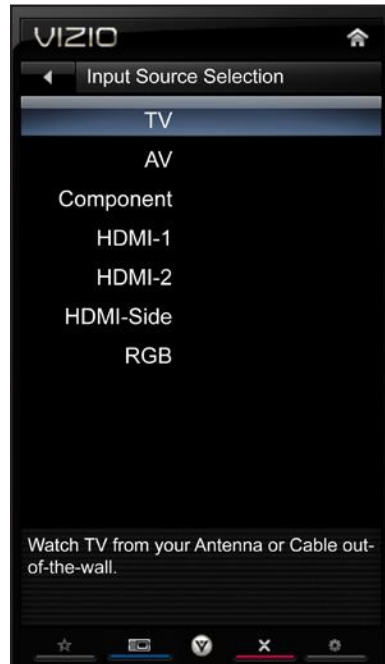 VIZIO
Input Source Selection
TV
AV
Component
HDMI-1
HDMI-2
HDMI-Side
RGB
Watch TV from your Antenna or Cable out-
of-the-wall.
V